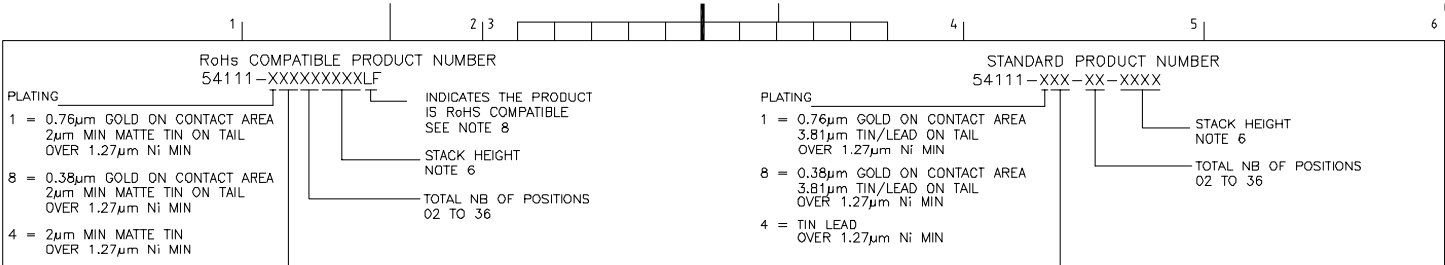 1 2 3 4 5 6
RoHs COMPATIBLE PRODUCT NUMBER
54111-XXXXXXXXXLF
PLATING
1 = 0.76µm GOLD ON CONTACT AREA
2µm MIN MATTE TIN ON TAIL
OVER 1.27µm Ni MIN
8 = 0.38µm GOLD ON CONTACT AREA
2µm MIN MATTE TIN ON TAIL
OVER 1.27µm Ni MIN
4 = 2µm MIN MATTE TIN
OVER 1.27µm Ni MIN
INDICATES THE PRODUCT
IS RoHS COMPATIBLE
SEE NOTE 8
STACK HEIGHT
NOTE 6
TOTAL NB OF POSITIONS
02 TO 36
STANDARD PRODUCT NUMBER
54111-XXX-XX-XXXX
PLATING
1 = 0.76µm GOLD ON CONTACT AREA
3.81µm TIN/LEAD ON TAIL
OVER 1.27µm Ni MIN
8 = 0.38µm GOLD ON CONTACT AREA
3.81µm TIN/LEAD ON TAIL
OVER 1.27µm Ni MIN
4 = TIN LEAD
OVER 1.27µm Ni MIN
STACK HEIGHT
NOTE 6
TOTAL NB OF POSITIONS
02 TO 36